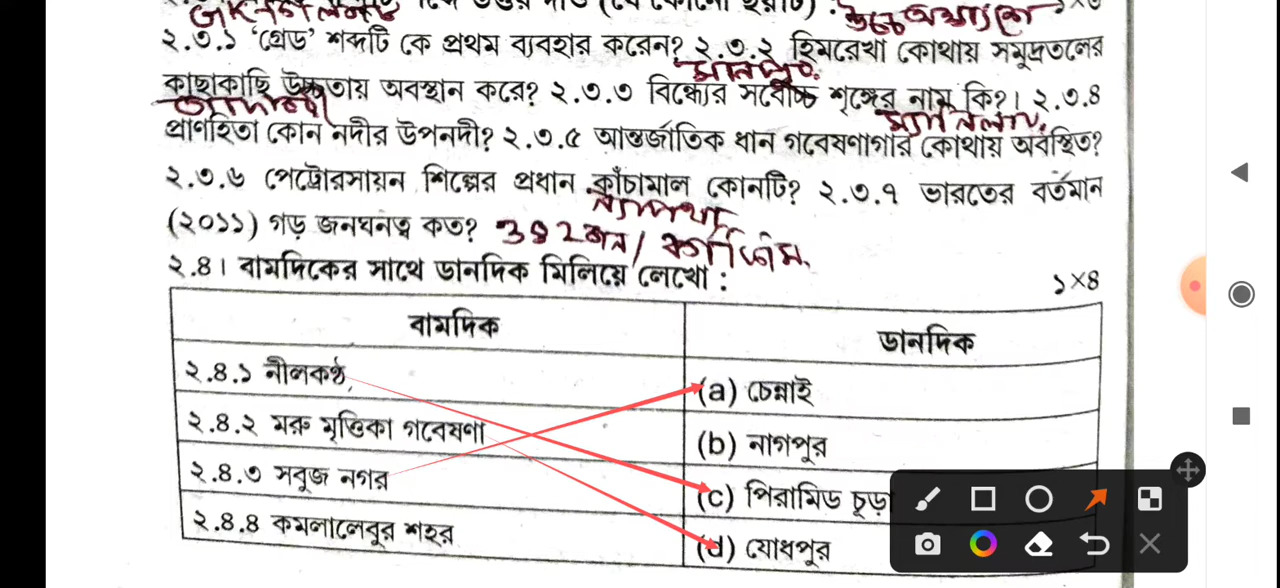 ২.৩.১ ‘গ্রেড’ শব্দটি কে প্রথম ব্যবহার করেন? ২.৩.২ হিমরেখা কোথায় সমুদ্রতলের
মানপুট.
কাছাকাছি উচ্চতায় অবস্থান করে? ২.৩.৩ বিন্ধ্যের সর্বোচ্চ শৃঙ্গের নাম কি?। ২.৩.৪
প্রাণহিতা কোন নদীর উপনদী? ২.৩.৫ আন্তর্জাতিক ধান গবেষণাগার কোথায় অবস্থিত?
২.৩.৬ পেট্রোরসায়ন শিল্পের প্রধান কাঁচামাল কোনটি? ২.৩.৭ ভারতের বর্তমান
ন্যাপথা
(২০১১) গড় জনঘনত্ব কত? ৩৪২জন/
২.৪। বামদিকের সাথে ডানদিক মিলিয়ে লেখো : ১×৪
বামদিক ডানদিক
২.৪.১ নীলকণ্ঠ (a) চেন্নাই
২.৪.২ মরু মৃত্তিকা গবেষণা (b) নাগপুর
২.৪.৩ সবুজ নগর (c) পিরামিড চূড়া
২.৪.৪ কমলালেবুর শহর (d) যোধপুর